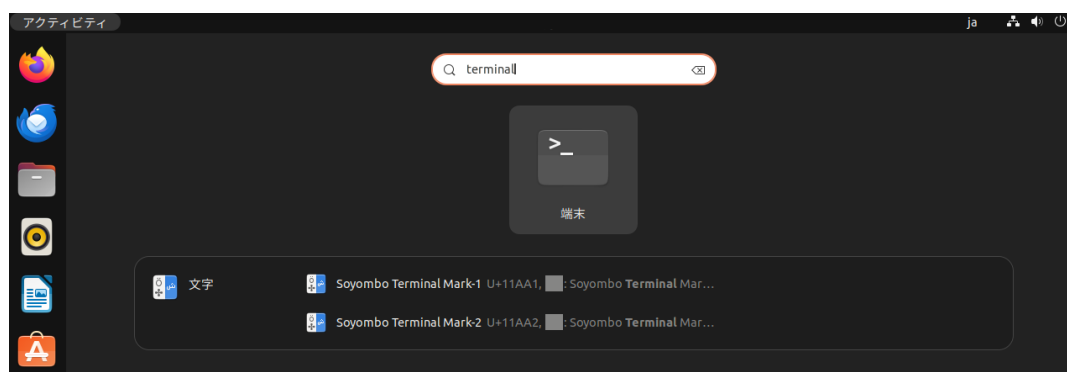 アクティビティ
ja
terminal
>_
端末
文字
Soyombo Terminal Mark-1 U+11AA1, : Soyombo Terminal Mar...
Soyombo Terminal Mark-2 U+11AA2, : Soyombo Terminal Mar...